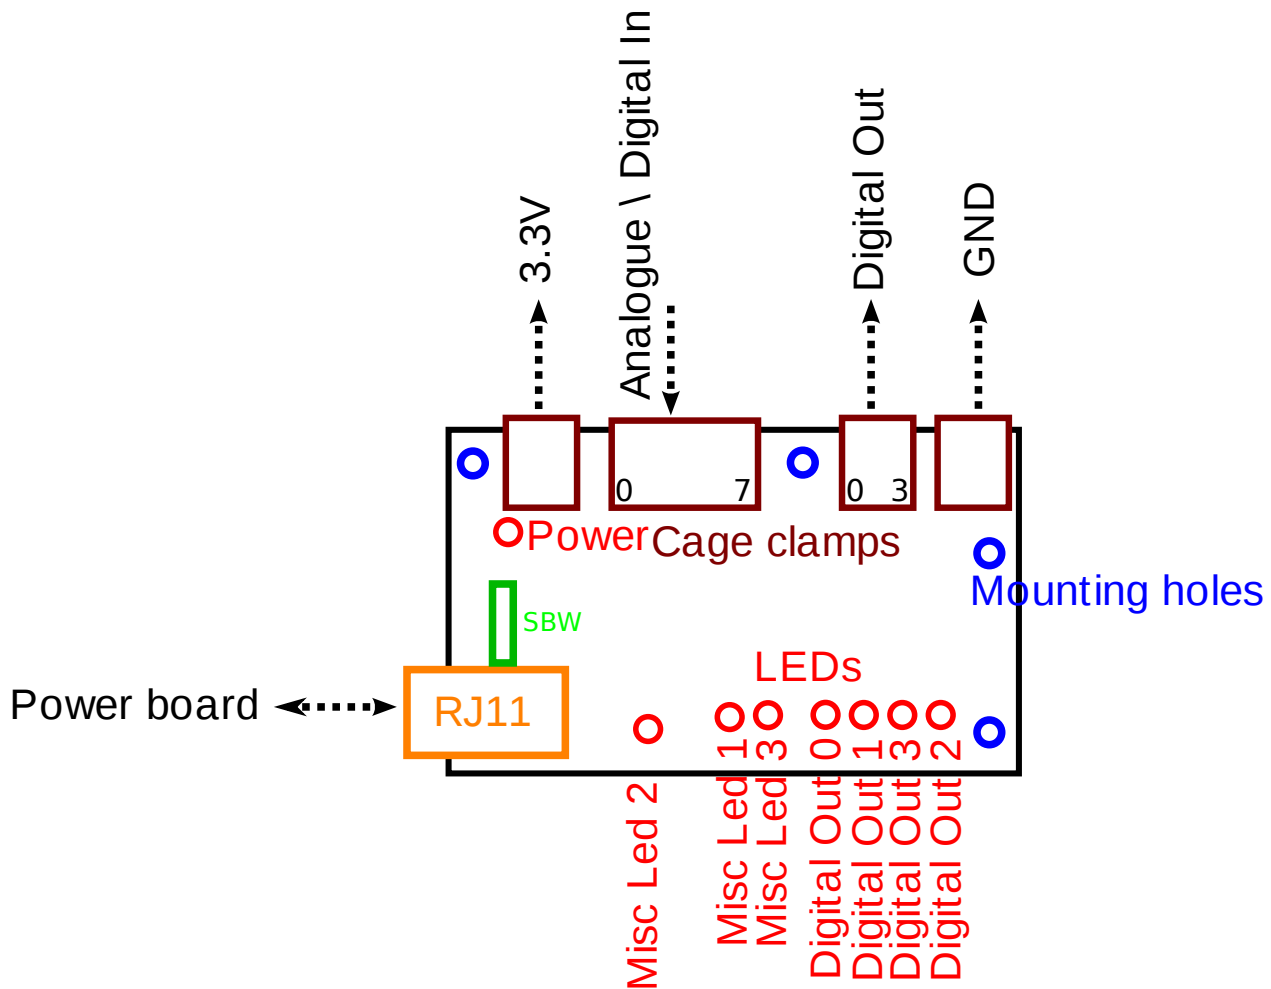 3.3V
Analogue \ Digital In
Digital Out
GND
0 7
0 3
Power
Cage clamps
Mounting holes
SBW
LEDs
Power board
RJ11
Misc Led 2
Misc Led 1
Misc Led 3
Digital Out 0
Digital Out 1
Digital Out 3
Digital Out 2